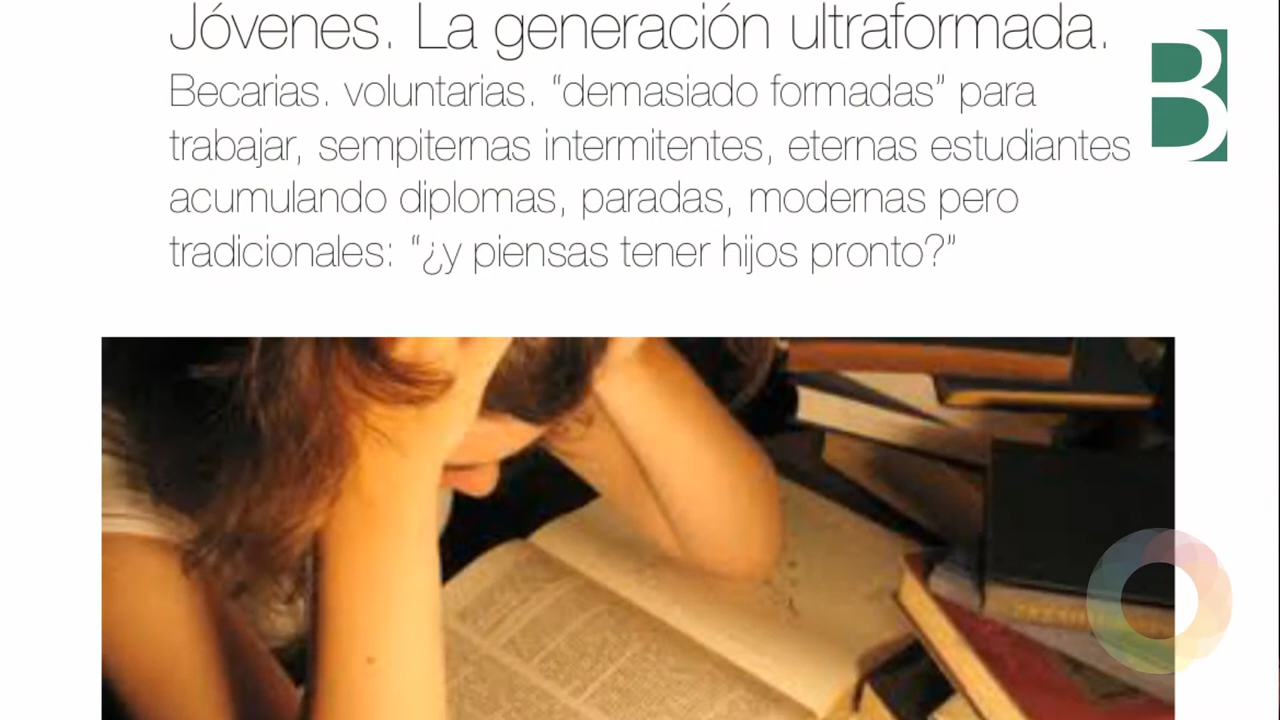 Jóvenes. La generación ultraformada.
Becarias. voluntarias. “demasiado formadas” para
trabajar, sempiternas intermitentes, eternas estudiantes
acumulando diplomas, paradas, modernas pero
tradicionales: “¿y piensas tener hijos pronto?”
B